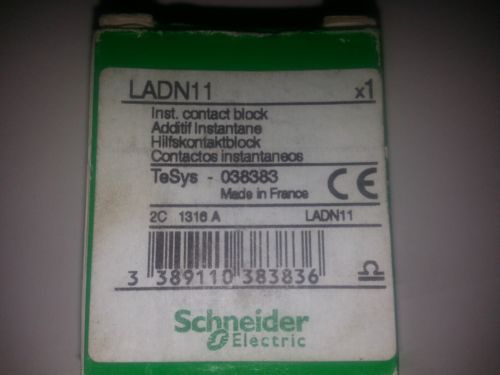 LADN11 x1
Inst. contact block
Additif Instantane
Hilfskontaktblock
Contactos instantaneos
TeSys - 038383
Made in France
CE
2C 1316 A LADN11
3 389110 383836
Schneider
Electric